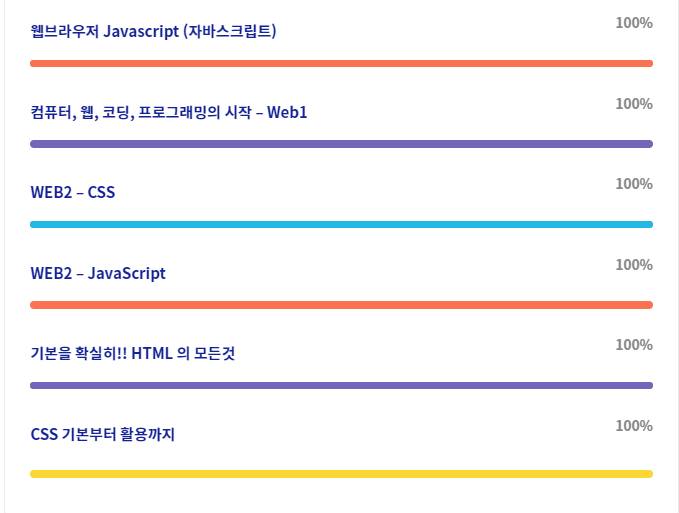 웹브라우저 Javascript (자바스크립트)
100%
컴퓨터, 웹, 코딩, 프로그래밍의 시작 – Web1
100%
WEB2 – CSS
100%
WEB2 – JavaScript
100%
기본을 확실히!! HTML 의 모든것
100%
CSS 기본부터 활용까지
100%